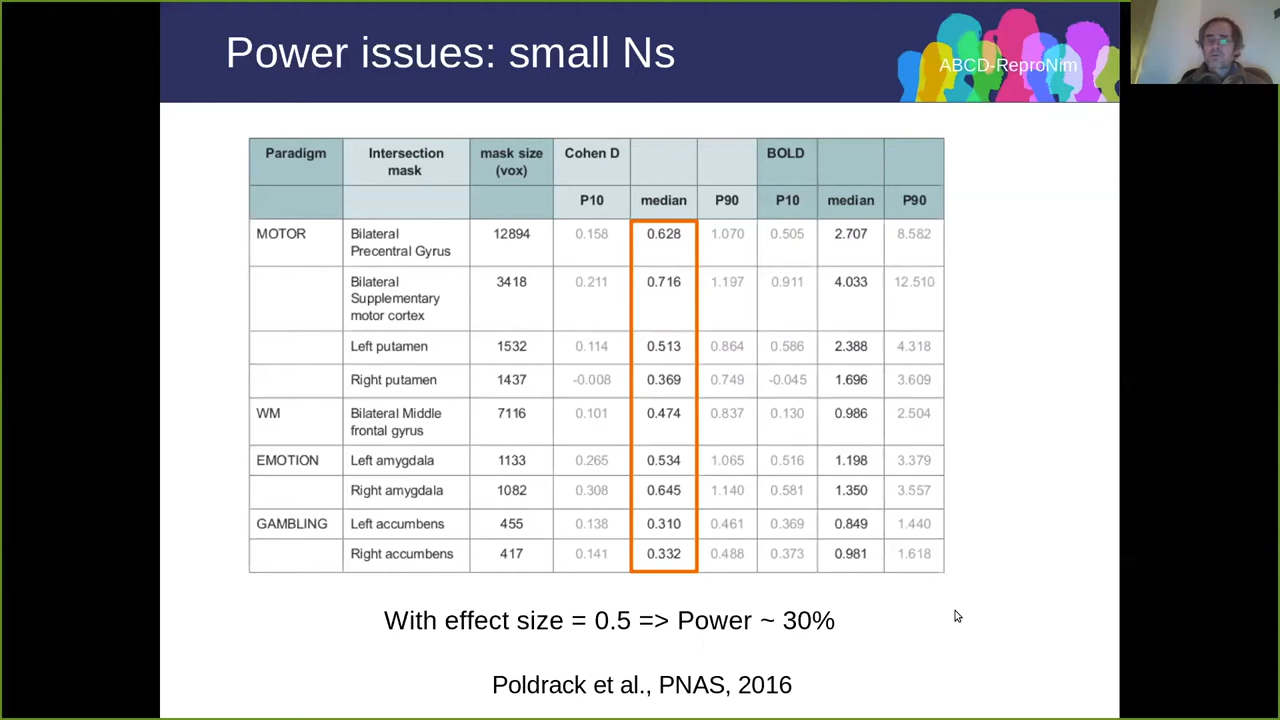 Power issues: small Ns
ABCD-ReproNim
Paradigm Intersection mask mask size (vox) Cohen D BOLD
P10 median P90 P10 median P90
MOTOR Bilateral Precentral Gyrus 12894 0.158 0.628 1.070 0.505 2.707 8.582
Bilateral Supplementary motor cortex 3418 0.211 0.716 1.197 0.911 4.033 12.510
Left putamen 1532 0.114 0.513 0.864 0.586 2.388 4.318
Right putamen 1437 -0.008 0.369 0.749 -0.045 1.696 3.609
WM Bilateral Middle frontal gyrus 7116 0.101 0.474 0.837 0.130 0.986 2.504
EMOTION Left amygdala 1133 0.265 0.534 1.065 0.516 1.198 3.379
Right amygdala 1082 0.308 0.645 1.140 0.581 1.350 3.557
GAMBLING Left accumbens 455 0.138 0.310 0.461 0.369 0.849 1.440
Right accumbens 417 0.141 0.332 0.488 0.373 0.981 1.618
With effect size = 0.5 => Power ~ 30%
Poldrack et al., PNAS, 2016